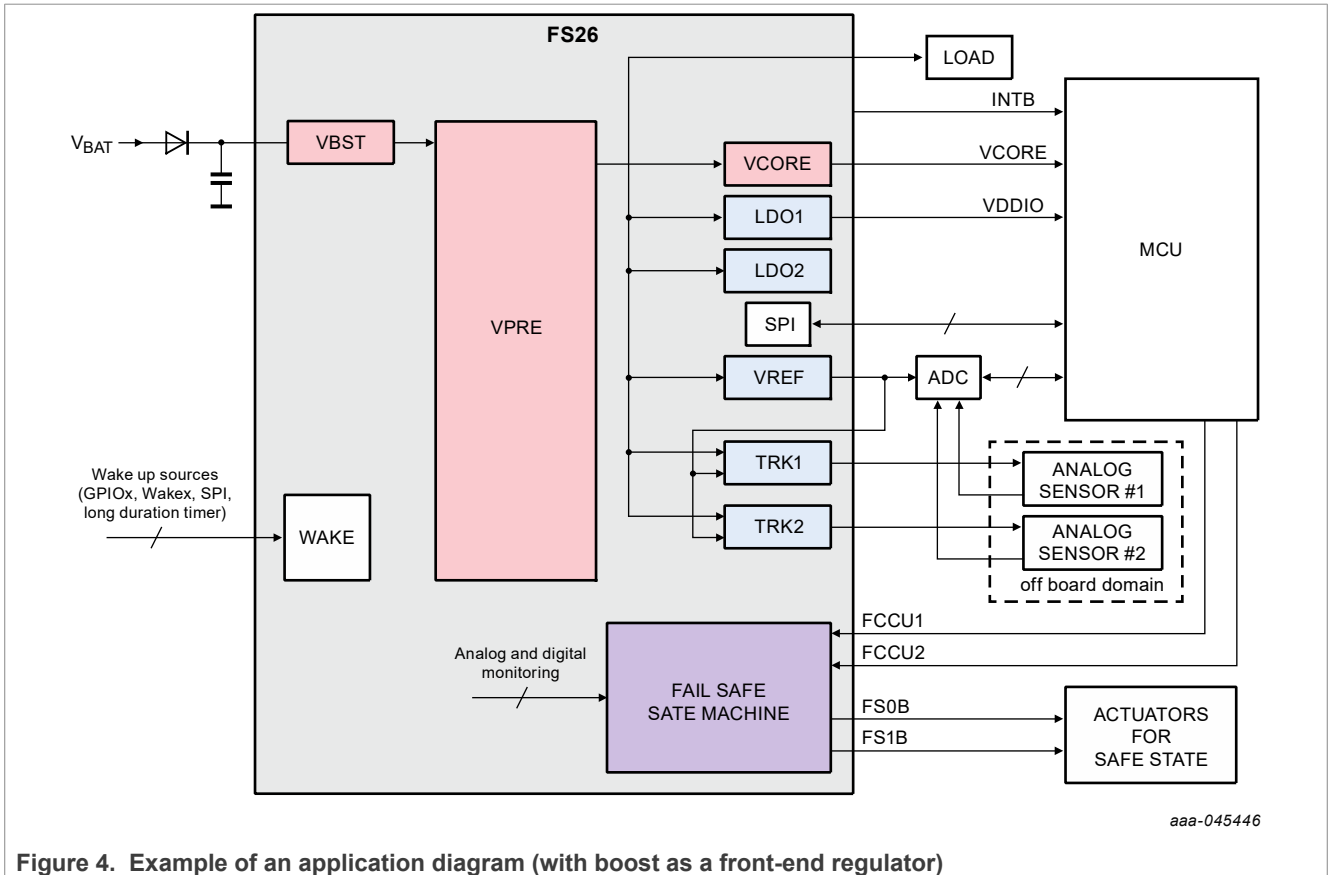 FS26
LOAD
INTB
VBAT
VBST
VCORE
VCORE
LDO1
VDDIO
LDO2
MCU
VPRE
SPI
VREF
ADC
Wake up sources
(GPIOx, Wakex, SPI,
long duration timer)
WAKE
TRK1
TRK2
ANALOG
SENSOR #1
ANALOG
SENSOR #2
off board domain
Analog and digital
monitoring
FAIL SAFE
SATE MACHINE
FCCU1
FCCU2
FS0B
FS1B
ACTUATORS
FOR
SAFE STATE
aaa-045446
Figure 4. Example of an application diagram (with boost as a front-end regulator)